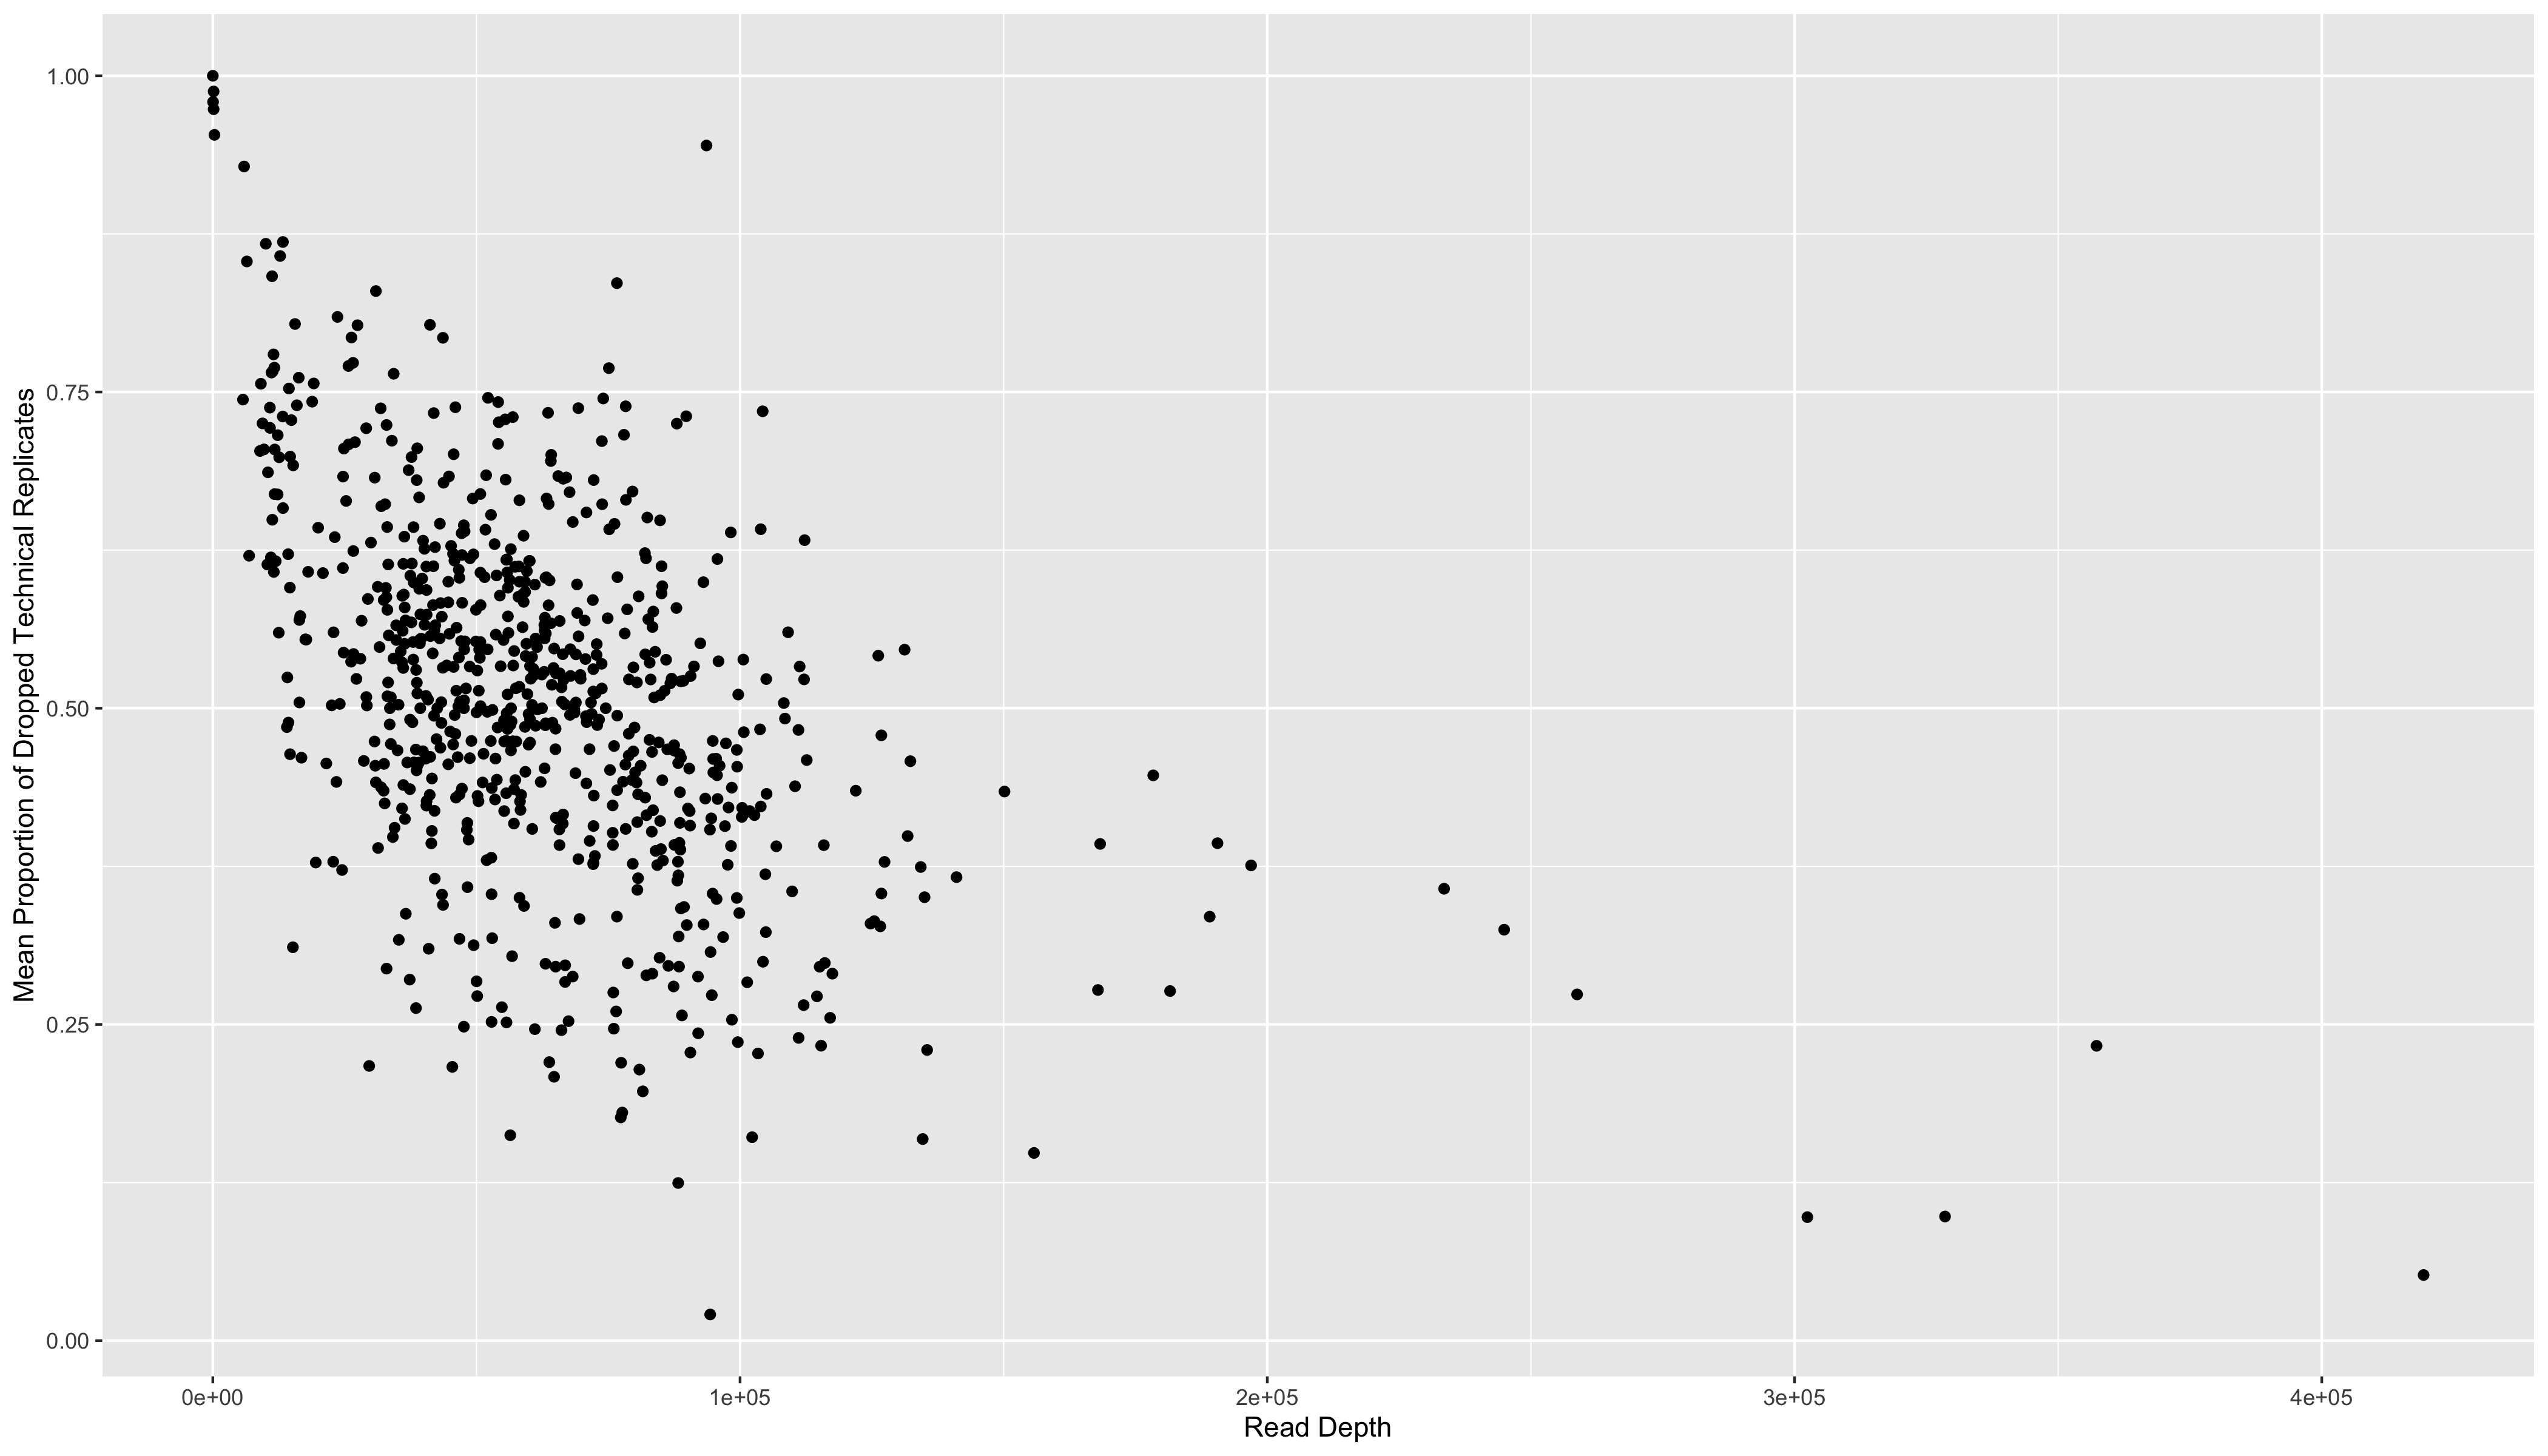 Mean Proportion of Dropped Technical Replicates
1.00
0.75
0.50
0.25
0.00
0e+00 1e+05 2e+05 3e+05 4e+05
Read Depth